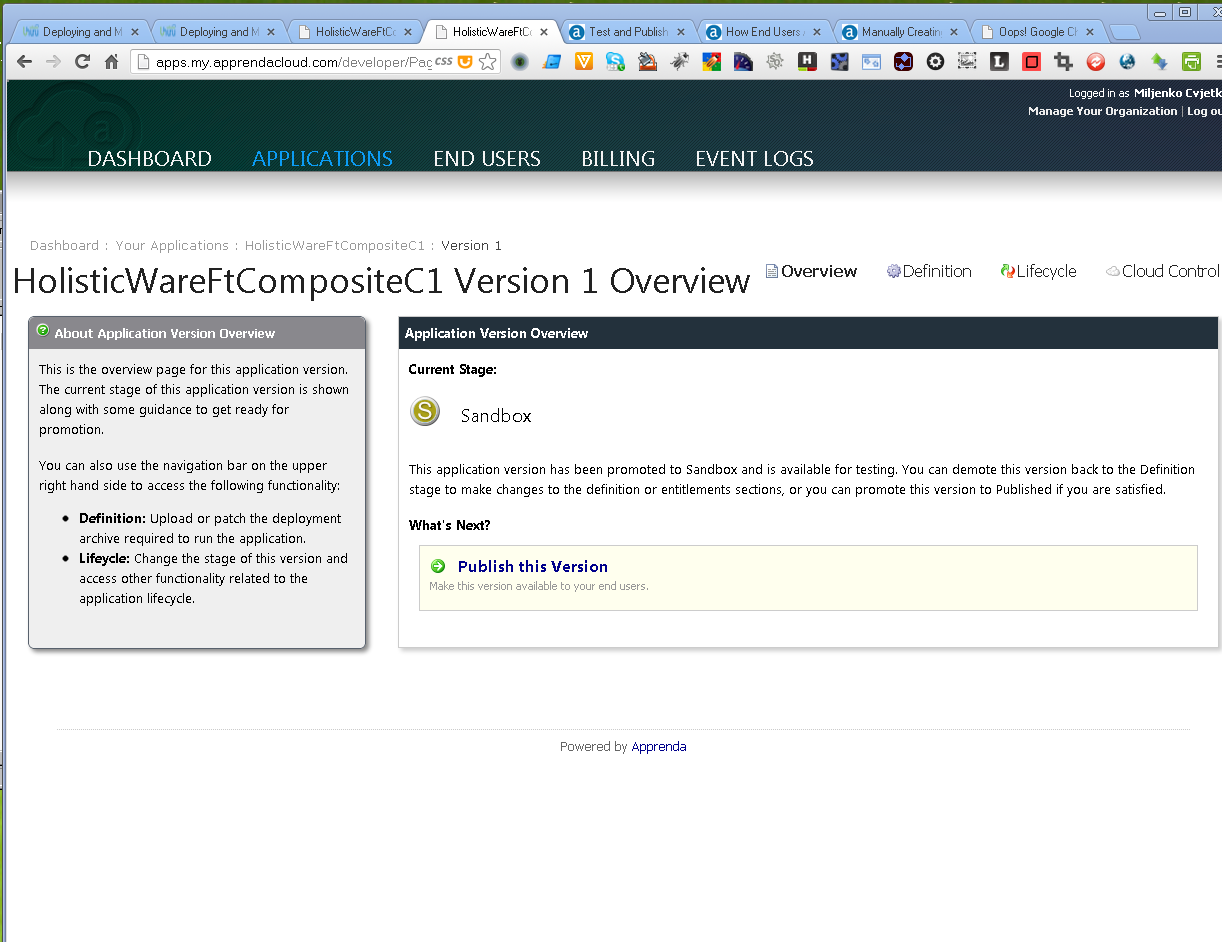 Deploying and M
Deploying and M
HolisticWareFtCo
HolisticWareFtCo
Test and Publish
How End Users A
Manually Creatin
Oops! Google Ch
apps.my.apprendacloud.com/developer/Pag
CSS
Logged in as Miljenko Cvjetk
Manage Your Organization | Log ou
DASHBOARD
APPLICATIONS
END USERS
BILLING
EVENT LOGS
Dashboard : Your Applications : HolisticWareFtCompositeC1 : Version 1
HolisticWareFtCompositeC1 Version 1 Overview
Overview
Definition
Lifecycle
Cloud Control
About Application Version Overview
This is the overview page for this application version.
The current stage of this application version is shown
along with some guidance to get ready for
promotion.
You can also use the navigation bar on the upper
right hand side to access the following functionality:
Definition: Upload or patch the deployment
archive required to run the application.
Lifeycle: Change the stage of this version and
access other functionality related to the
application lifecycle.
Application Version Overview
Current Stage:
S
Sandbox
This application version has been promoted to Sandbox and is available for testing. You can demote this version back to the Definition
stage to make changes to the definition or entitlements sections, or you can promote this version to Published if you are satisfied.
What's Next?
Publish this Version
Make this version available to your end users.
Powered by Apprenda